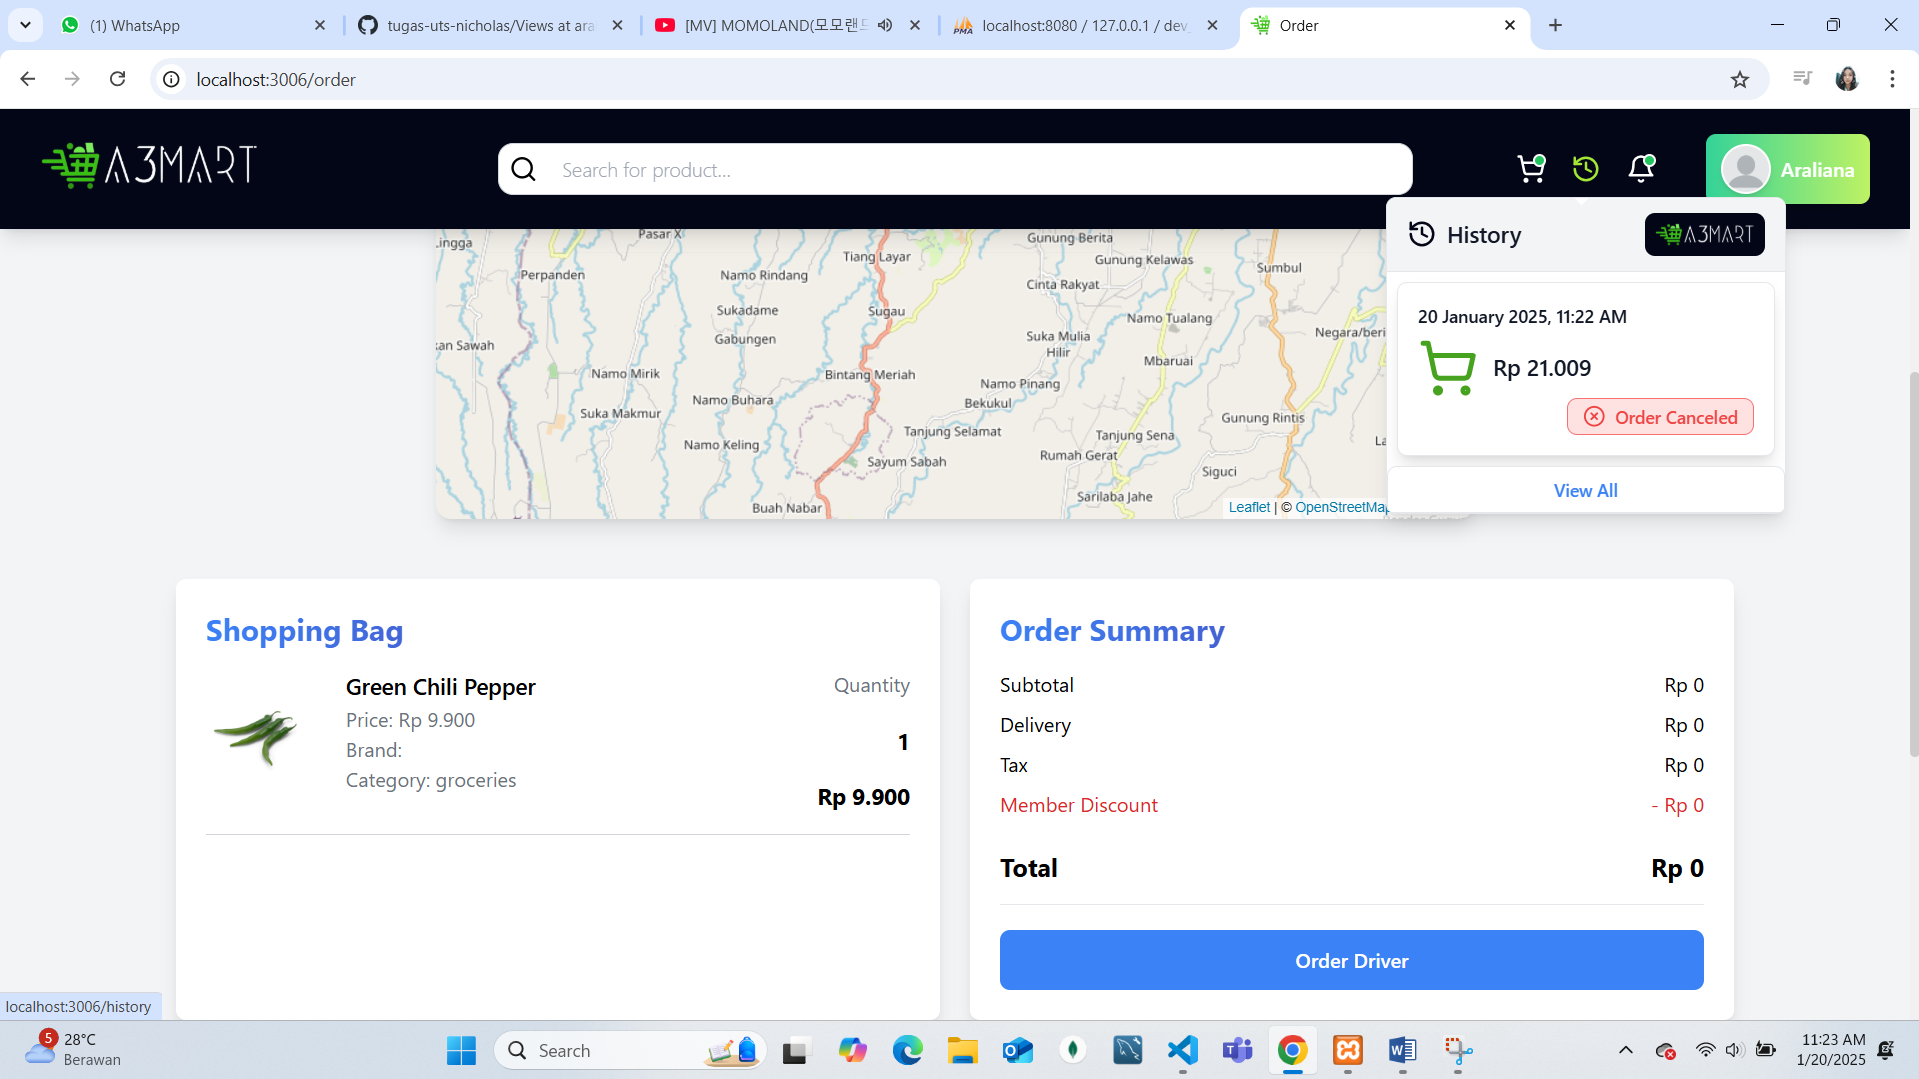 (1) WhatsApp
tugas-uts-nicholas/Views at ara
[MV] MOMOLAND(모모랜드
localhost:8080 / 127.0.0.1 / dev_
Order
localhost:3006/order
A3MART
Search for product...
Araliana
History
A3MART
20 January 2025, 11:22 AM
Rp 21.009
Order Canceled
View All
Lingga
Pasar X
Perpanden
Namo Rindang
Tiang Layar
Gunung Berita
Gunung Kelawas
Cinta Rakyat
Sumbul
Sukadame
Gabungen
Sugau
Suka Mulia
Hilir
Namo Tualang
Negara/beri
kan Sawah
Mbaruai
Namo Mirik
Bintang Meriah
Namo Pinang
Namo Buhara
Bekukul
Suka Makmur
Gunung Rintis
Tanjung Selamat
Tanjung Sena
Namo Keling
Rumah Gerat
Sayum Sabah
Siguci
Sarilaba Jahe
Buah Nabar
Leaflet | © OpenStreetMap
Shopping Bag
Green Chili Pepper
Quantity
Price: Rp 9.900
Brand:
1
Category: groceries
Rp 9.900
Order Summary
Subtotal Rp 0
Delivery Rp 0
Tax Rp 0
Member Discount - Rp 0
Total Rp 0
Order Driver
localhost:3006/history
5
28°C
Berawan
Search
11:23 AM
1/20/2025